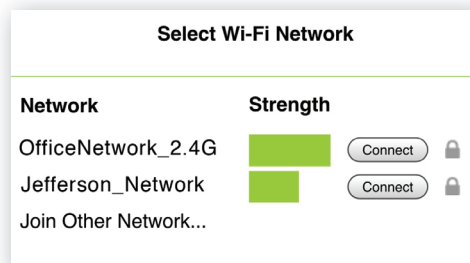 Select Wi-Fi Network
Network Strength
OfficeNetwork_2.4G Connect
Jefferson_Network Connect
Join Other Network...